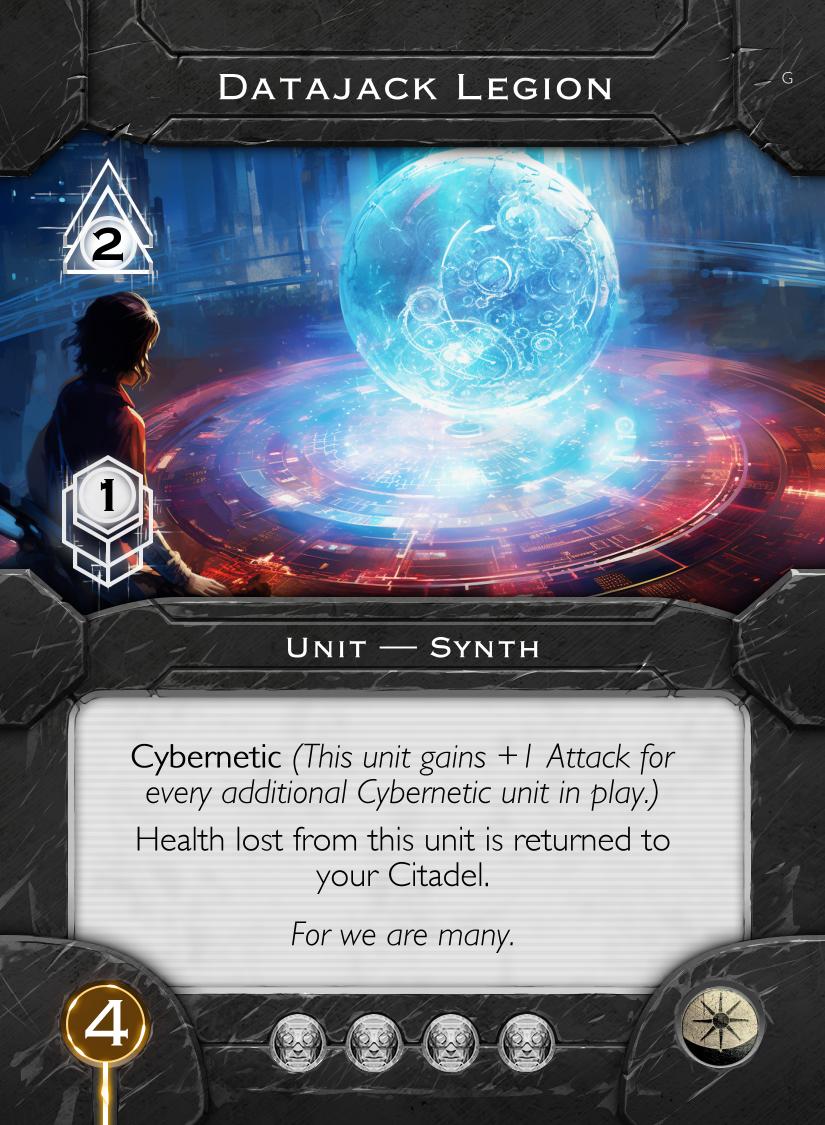 Datajack Legion
G
2
1
Unit — Synth
Cybernetic (This unit gains +1 Attack for
every additional Cybernetic unit in play.)
Health lost from this unit is returned to
your Citadel.
For we are many.
4